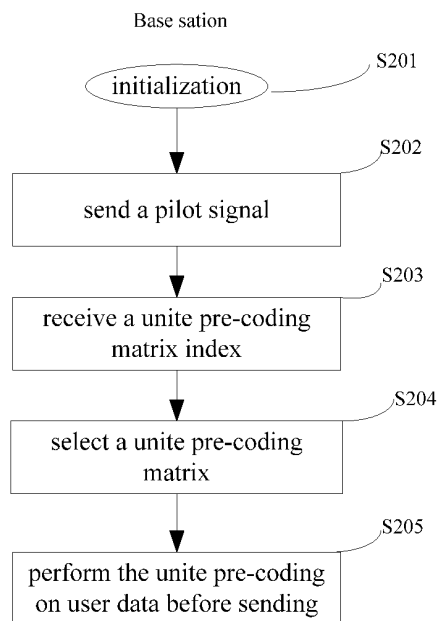 Base sation
S201
initialization
S202
send a pilot signal
S203
receive a unite pre-coding
matrix index
S204
select a unite pre-coding
matrix
S205
perform the unite pre-coding
on user data before sending